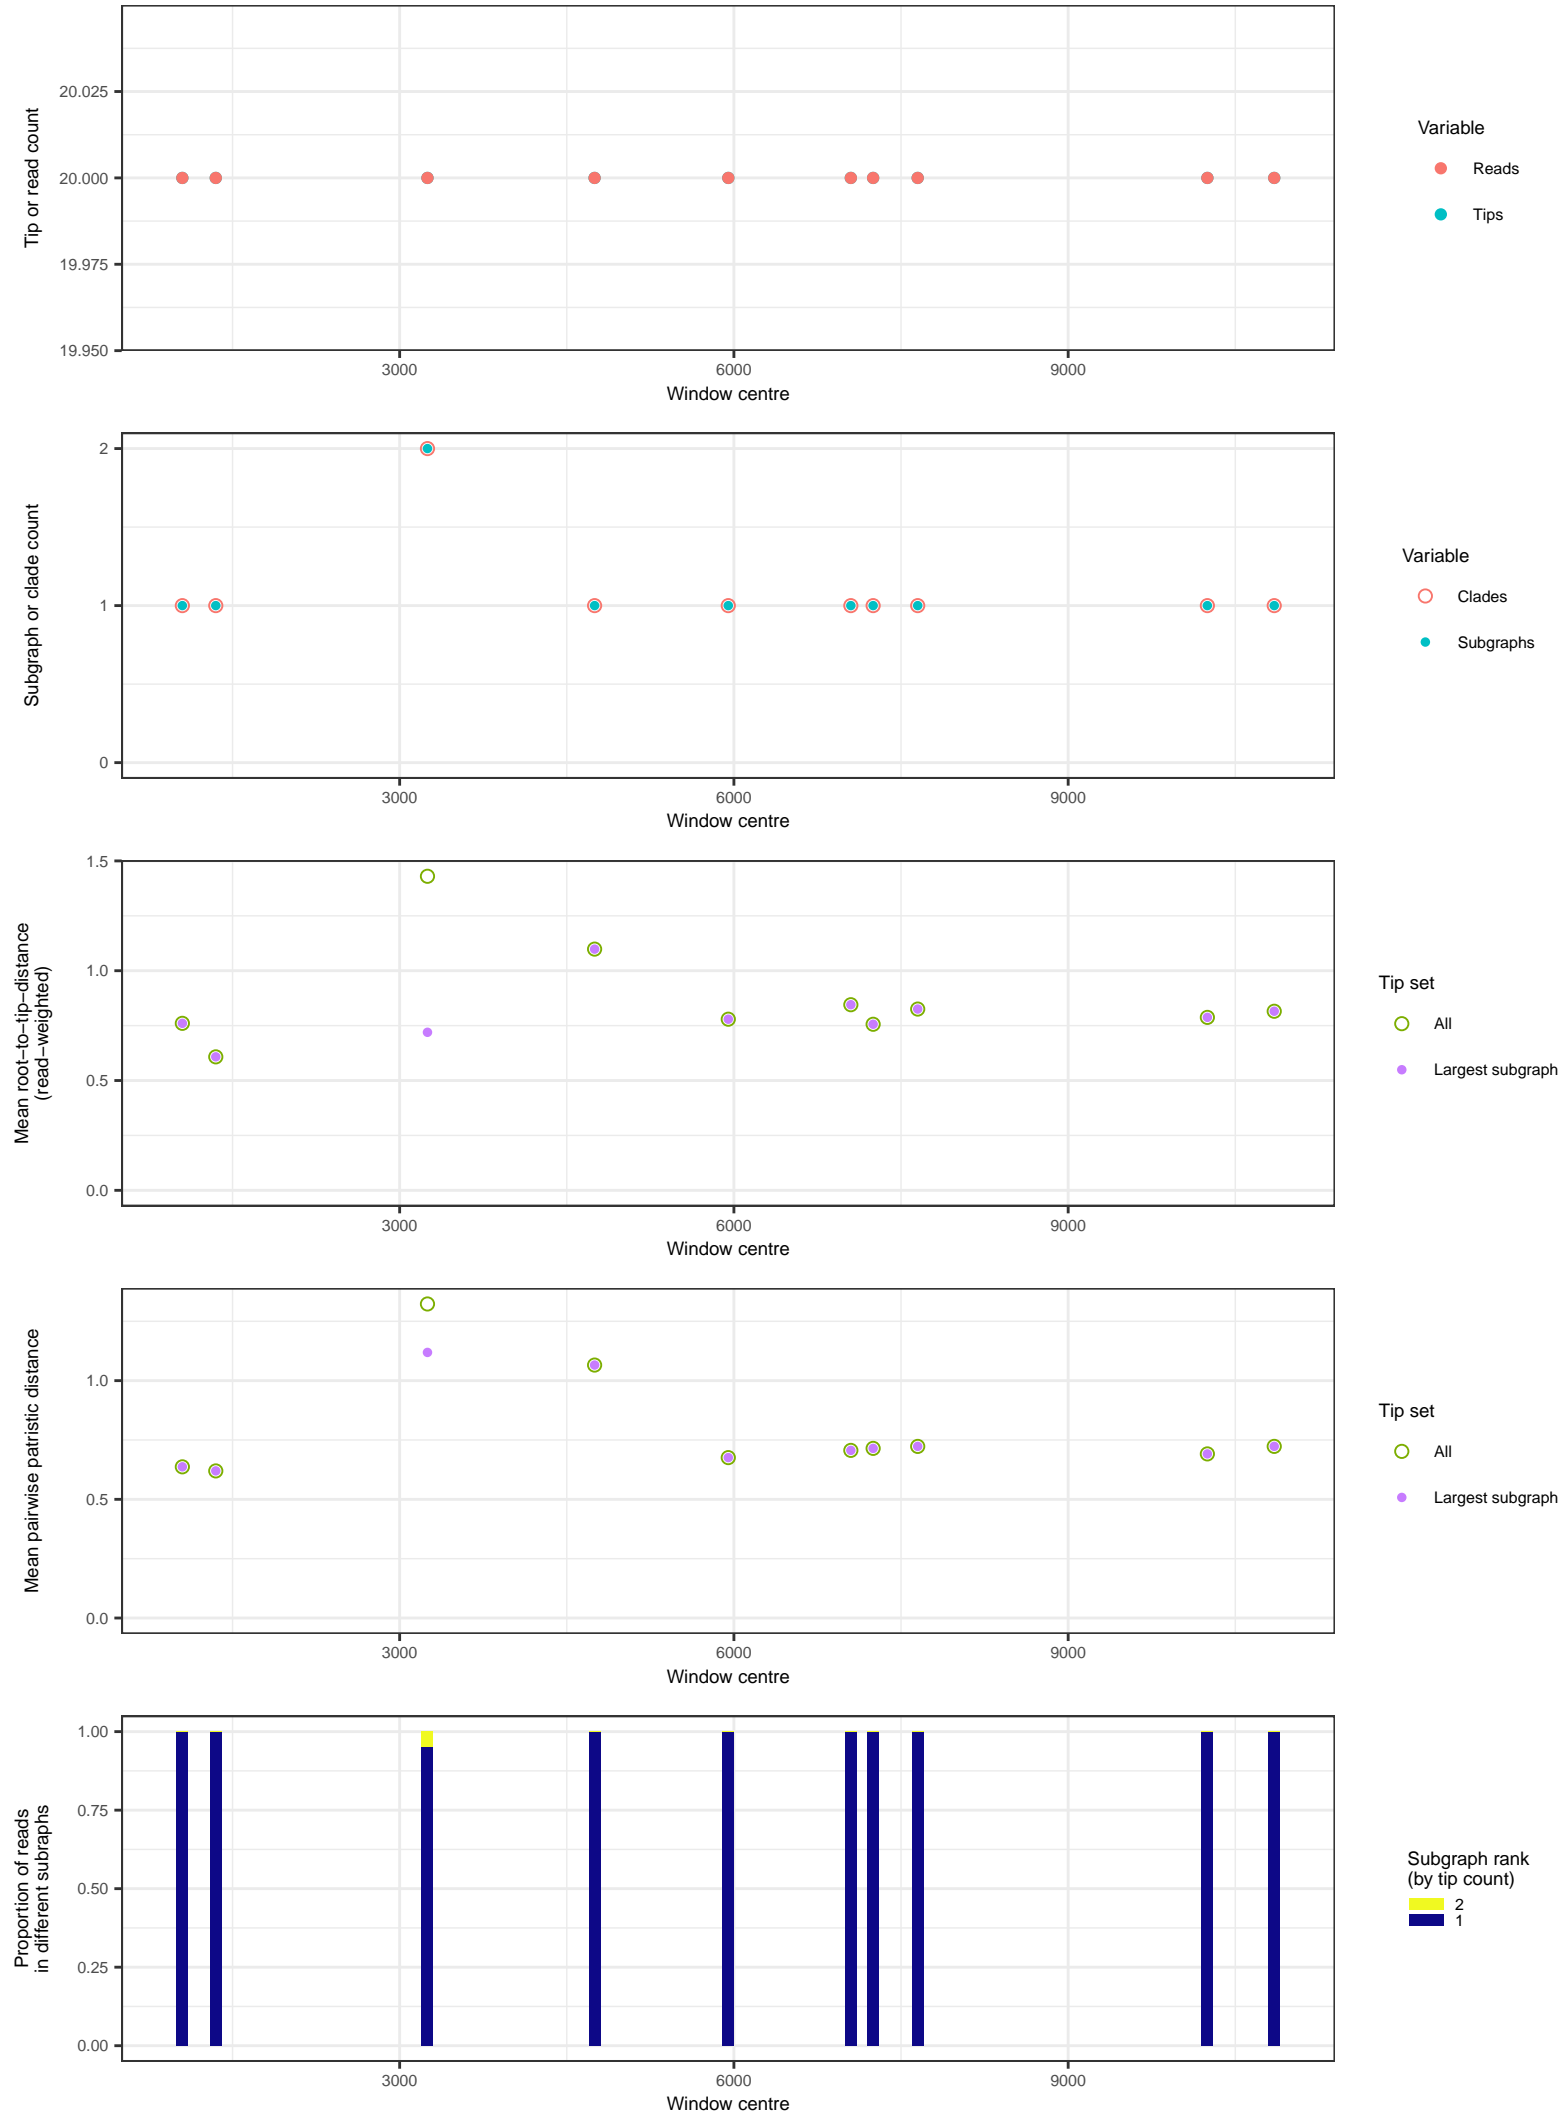 20.025
20.000
19.975
19.950
Tip or read count
3000 6000 9000
Window centre
Variable
Reads
Tips
2
1
0
Subgraph or clade count
3000 6000 9000
Window centre
Variable
Clades
Subgraphs
1.5
1.0
0.5
0.0
Mean root−to−tip−distance
(read−weighted)
3000 6000 9000
Window centre
Tip set
All
Largest subgraph
1.0
0.5
0.0
Mean pairwise patristic distance
3000 6000 9000
Window centre
Tip set
All
Largest subgraph
1.00
0.75
0.50
0.25
0.00
Proportion of reads
in different subraphs
3000 6000 9000
Window centre
Subgraph rank
(by tip count)
2
1